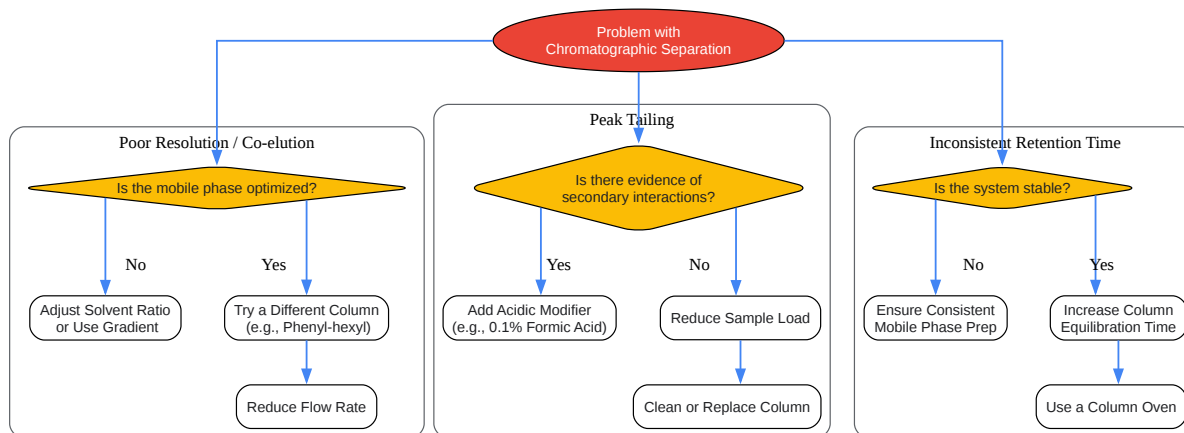 Problem with
Chromatographic Separation
Poor Resolution / Co-elution
Is the mobile phase optimized?
No
Yes
Adjust Solvent Ratio
or Use Gradient
Try a Different Column
(e.g., Phenyl-hexyl)
Reduce Flow Rate
Peak Tailing
Is there evidence of
secondary interactions?
Yes
No
Add Acidic Modifier
(e.g., 0.1% Formic Acid)
Reduce Sample Load
Clean or Replace Column
Inconsistent Retention Time
Is the system stable?
No
Yes
Ensure Consistent
Mobile Phase Prep
Increase Column
Equilibration Time
Use a Column Oven